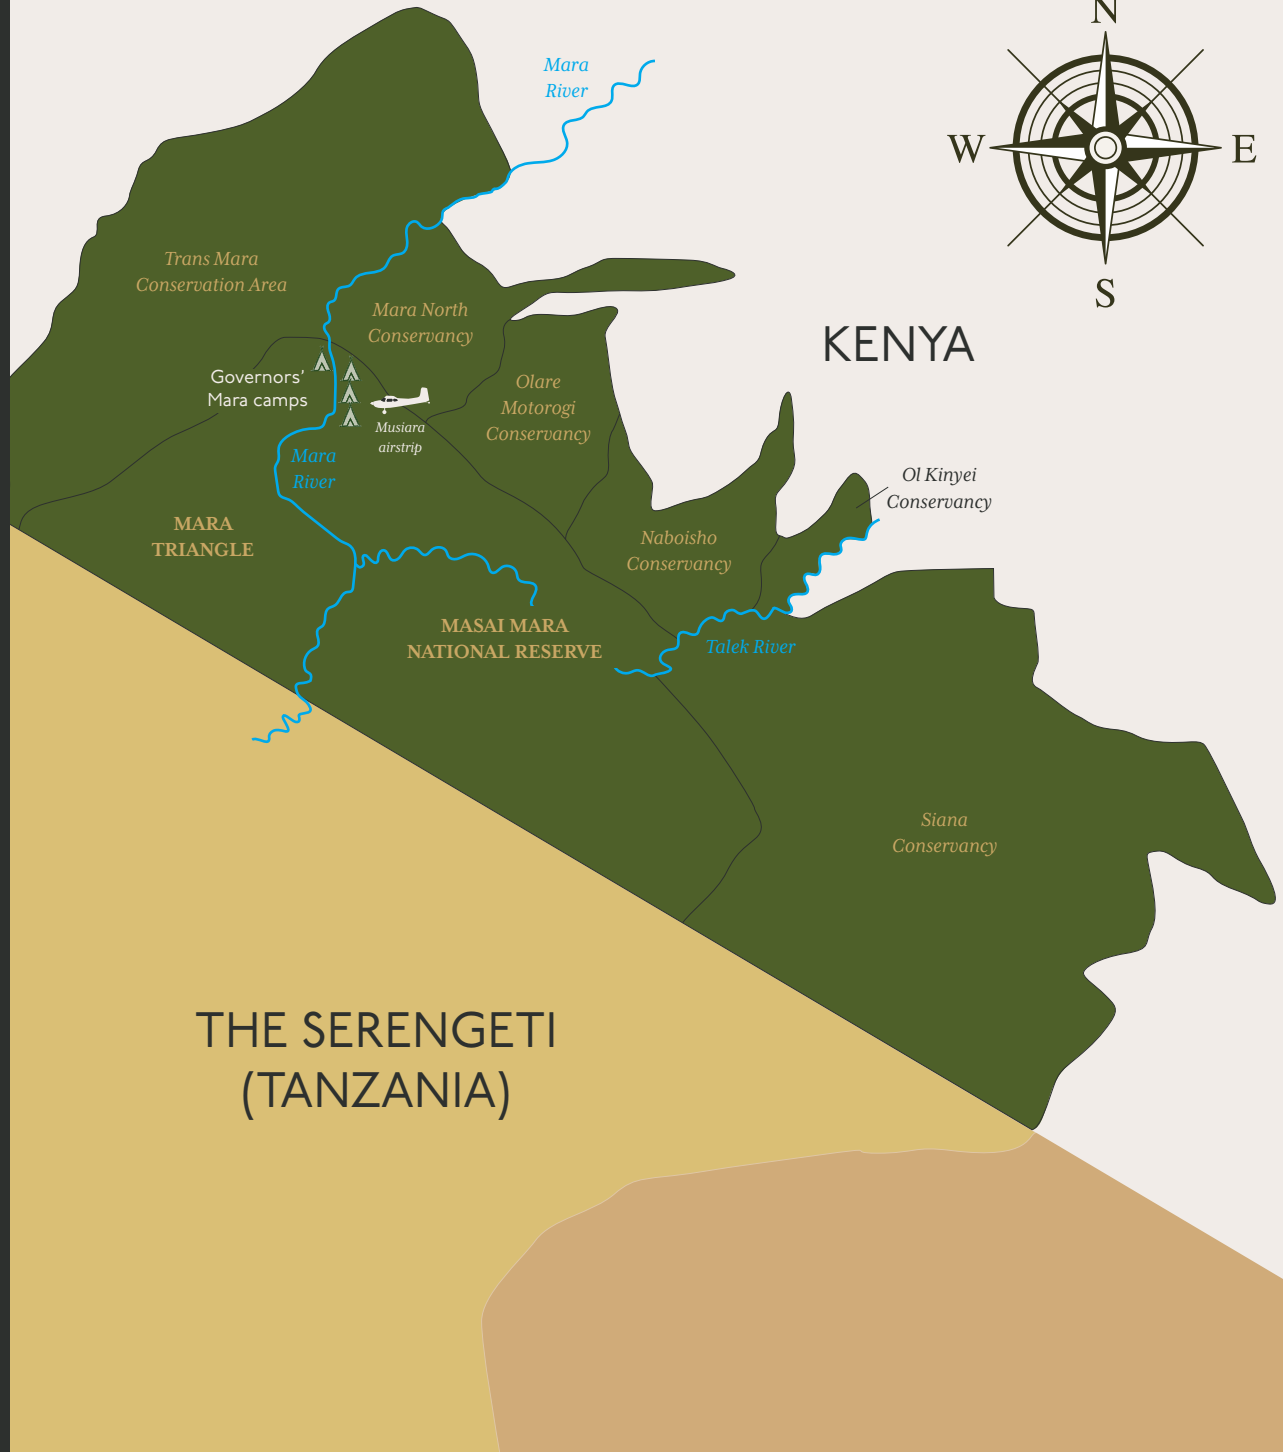 N
Mara
River
W
E
Trans Mara
Conservation Area
S
Mara North
Conservancy
KENYA
Governors'
Mara camps
Olare
Motorogi
Conservancy
Musiara
airstrip
Mara
River
Ol Kinyei
Conservancy
MARA
TRIANGLE
Naboisho
Conservancy
MASAI MARA
NATIONAL RESERVE
Talek River
Siana
Conservancy
THE SERENGETI
(TANZANIA)